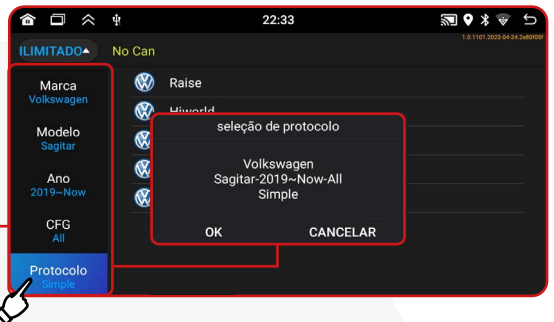 22:33
1.0.1101.2023-04-24.2e80f05f
ILIMITADO
No Can
Marca
Volkswagen
Modelo
Sagitar
Ano
2019~Now
CFG
All
Protocolo
Simple
Raise
Hiworld
seleção de protocolo
Volkswagen
Sagitar-2019~Now-All
Simple
OK
CANCELAR